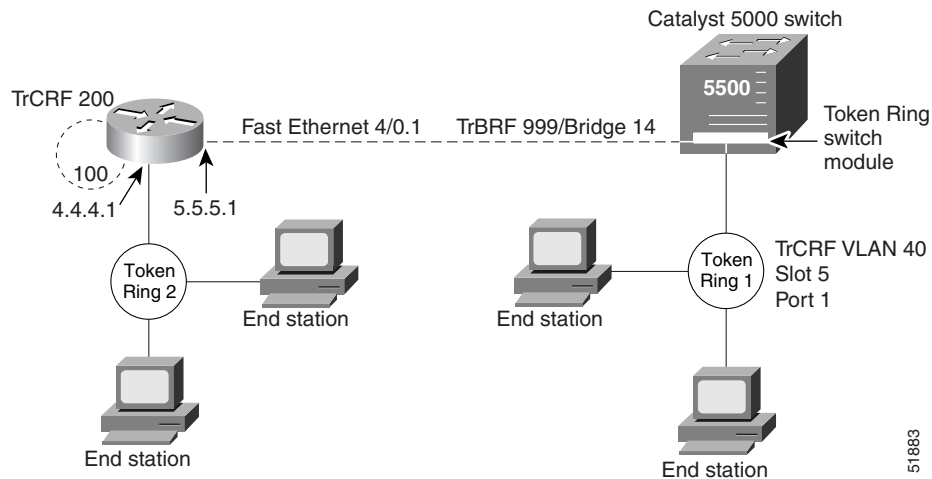 Catalyst 5000 switch
TrCRF 200
5500
Fast Ethernet 4/0.1
TrBRF 999/Bridge 14
Token Ring
switch
module
100
4.4.4.1
5.5.5.1
Token
Ring 2
End station
End station
Token
Ring 1
TrCRF VLAN 40
Slot 5
Port 1
End station
End station
51883